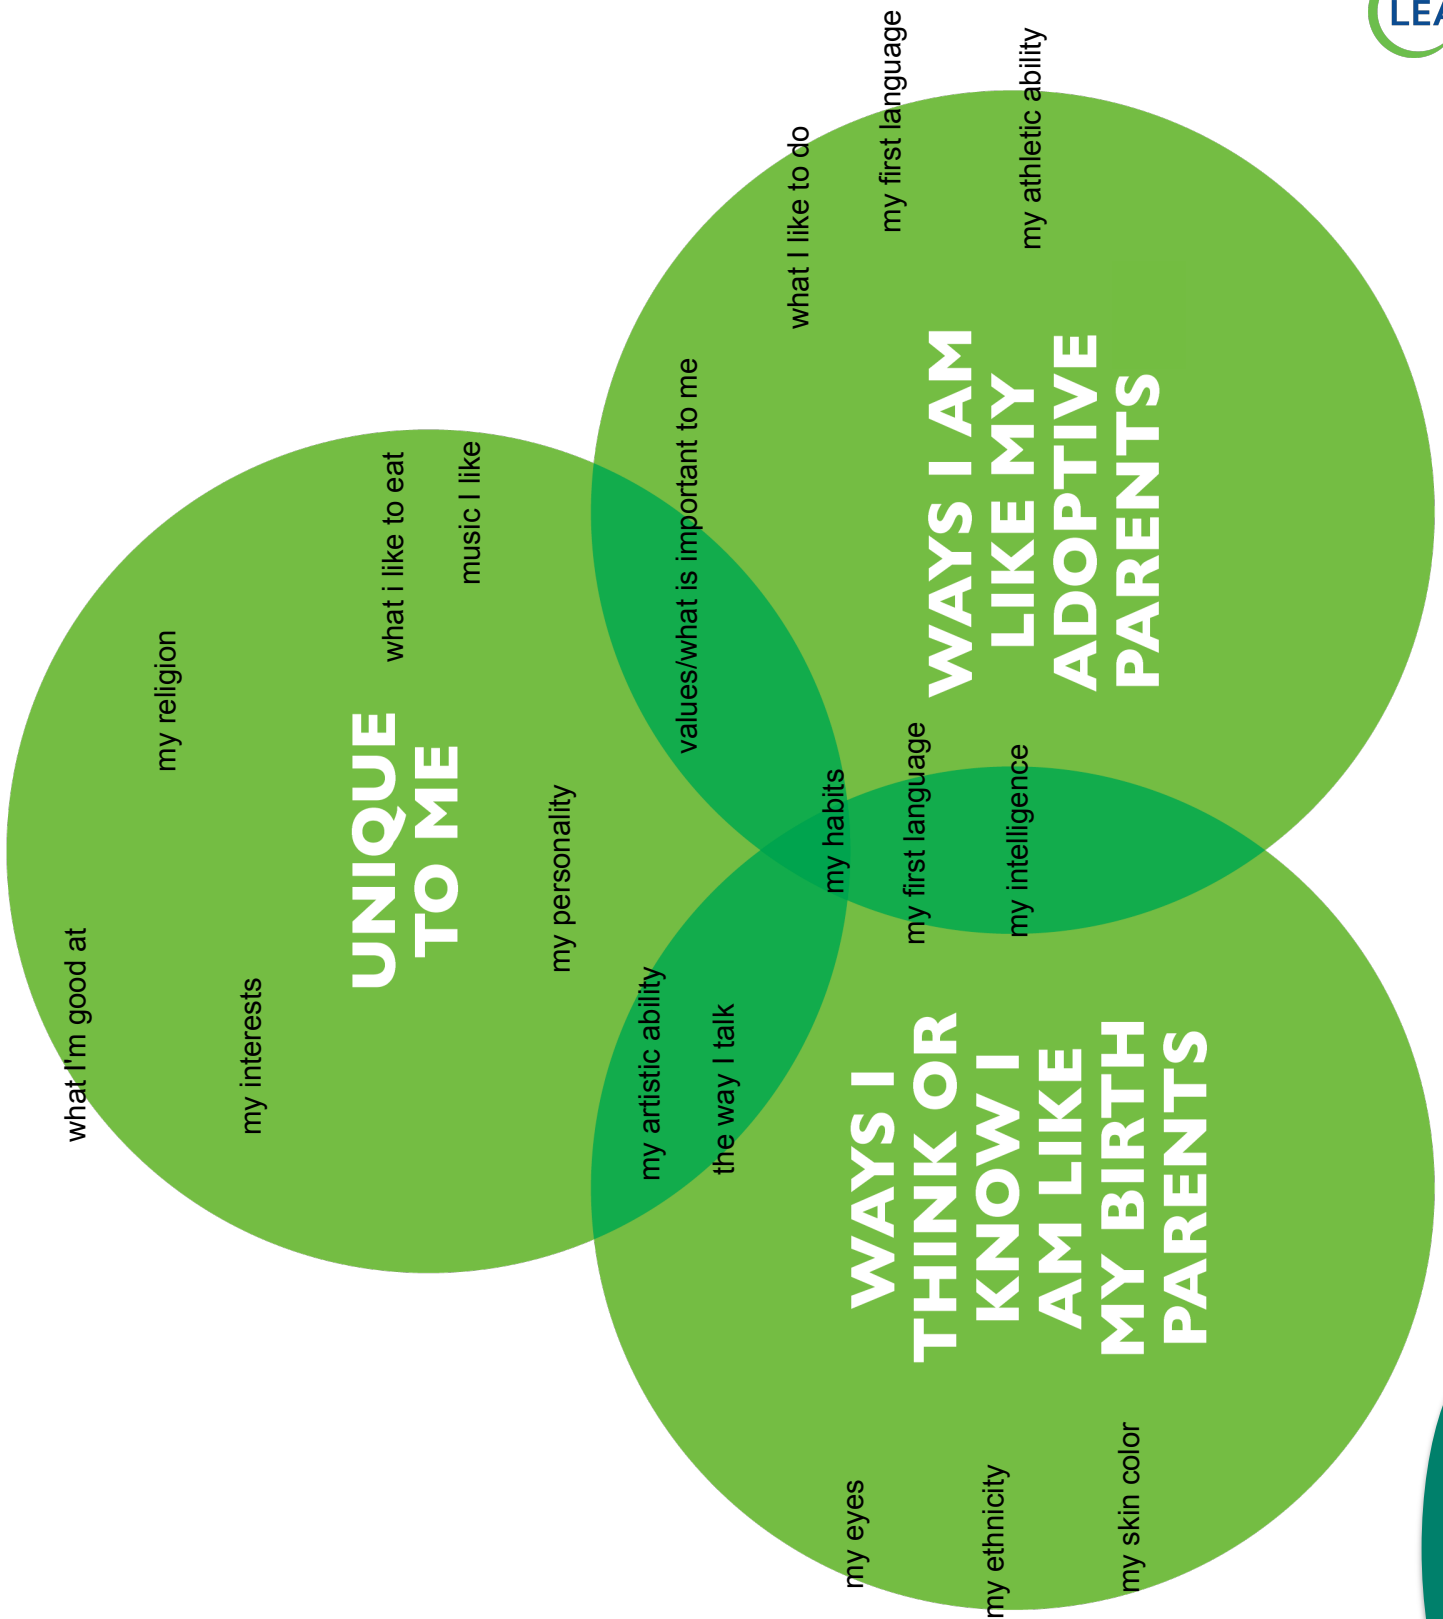 what I'm good at
my religion
my interests
UNIQUE
TO ME
what i like to eat
music I like
my personality
my artistic ability
the way I talk
values/what is important to me
my habits
my first language
my intelligence
WAYS I
THINK OR
KNOW I
AM LIKE
MY BIRTH
PARENTS
my eyes
my ethnicity
my skin color
what I like to do
my first language
my athletic ability
WAYS I AM
LIKE MY
ADOPTIVE
PARENTS
LEA